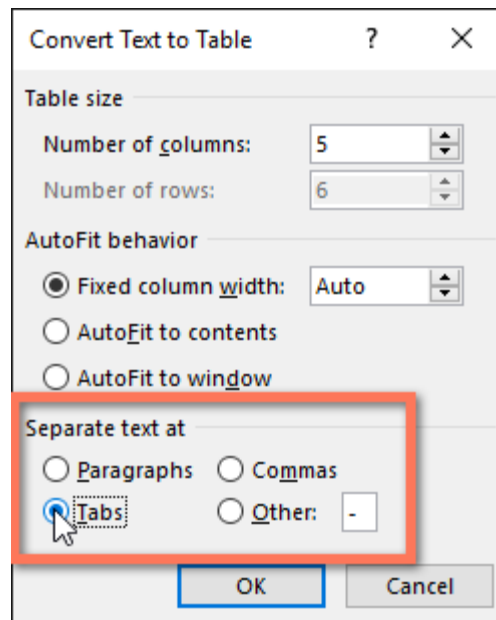 Convert Text to Table ?
Table size
Number of columns: 5
Number of rows: 6
AutoFit behavior
Fixed column width: Auto
AutoFit to contents
AutoFit to window
Separate text at
Paragraphs Commas
Tabs Other: -
OK Cancel